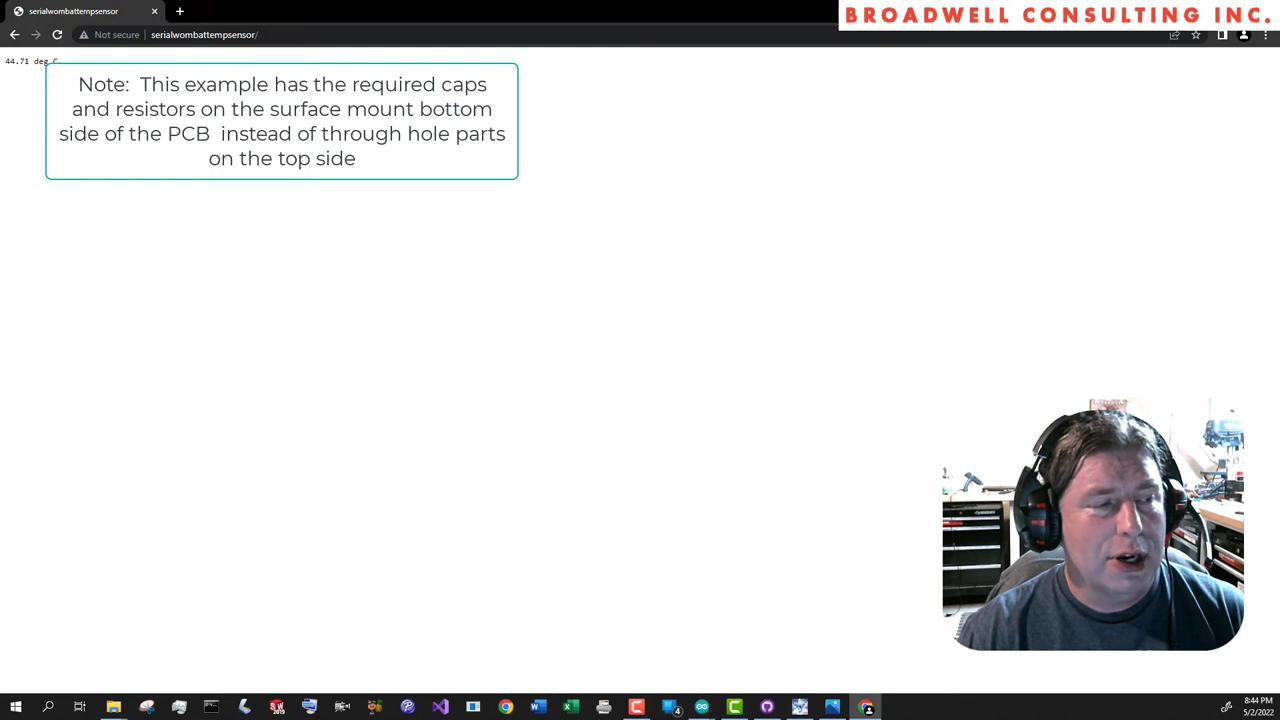 serialwombattempsensor
BROADWELL CONSULTING INC.
Not secure
serialwombattempsensor/
44.71 deg C
Note: This example has the required caps
and resistors on the surface mount bottom
side of the PCB instead of through hole parts
on the top side
4
8:44 PM
5/2/2022